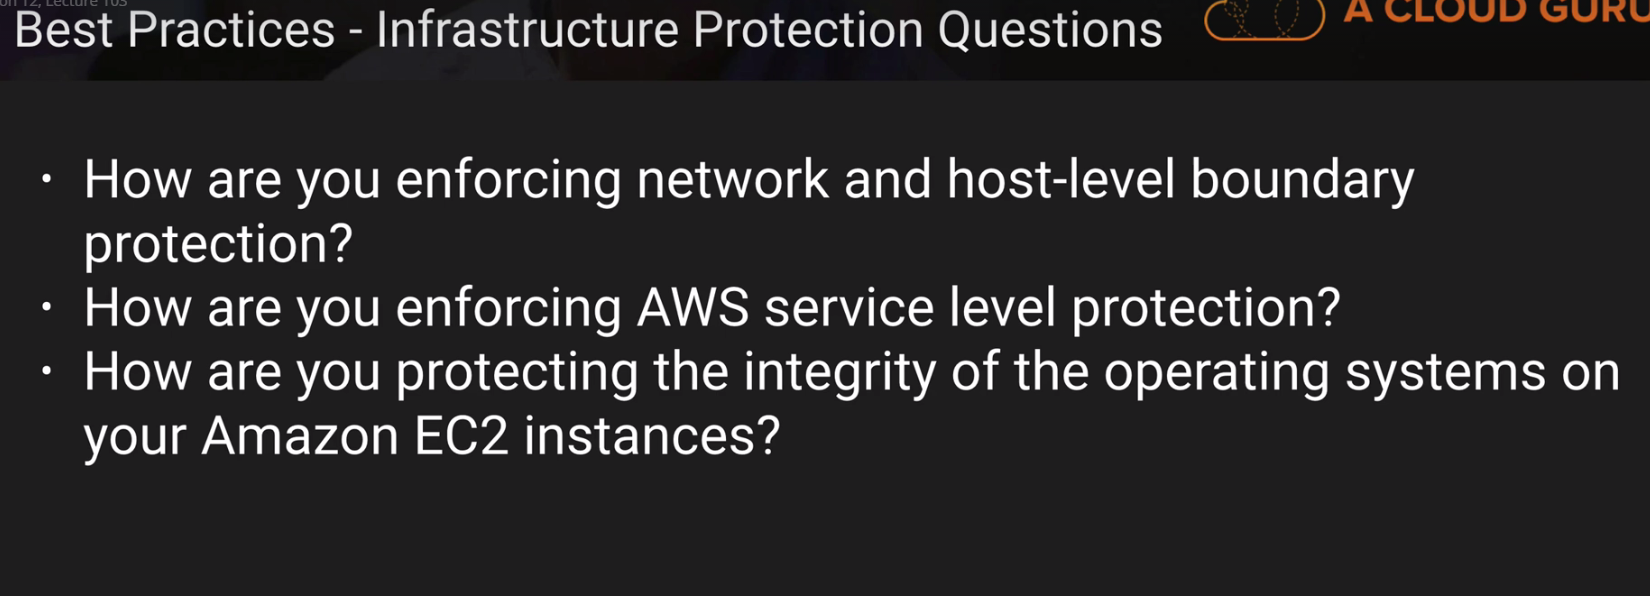 on 12, Lecture 103
Best Practices - Infrastructure Protection Questions
A CLOUD GURU
· How are you enforcing network and host-level boundary
protection?
· How are you enforcing AWS service level protection?
· How are you protecting the integrity of the operating systems on
your Amazon EC2 instances?